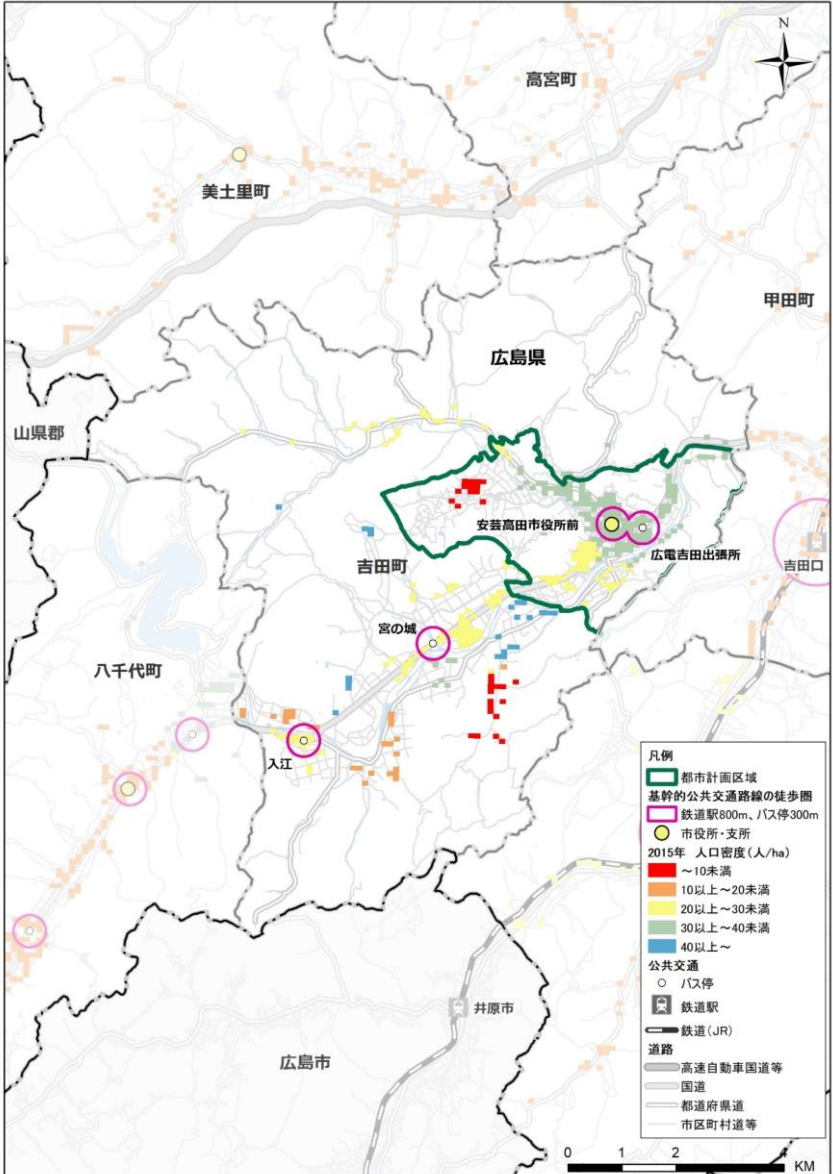 N
高宮町
美土里町
甲田町
広島県
山県郡
安芸高田市役所前
広電吉田出張所
吉田口
吉田町
宮の城
八千代町
入江
井原市
広島市
凡例
都市計画区域
基幹的公共交通路線の徒歩圏
鉄道駅800m、バス停300m
市役所・支所
2015年 人口密度(人/ha)
~10未満
10以上~20未満
20以上~30未満
30以上~40未満
40以上~
公共交通
バス停
鉄道駅
鉄道(JR)
道路
高速自動車国道等
国道
都道府県道
市区町村道等
0 1 2 4
KM